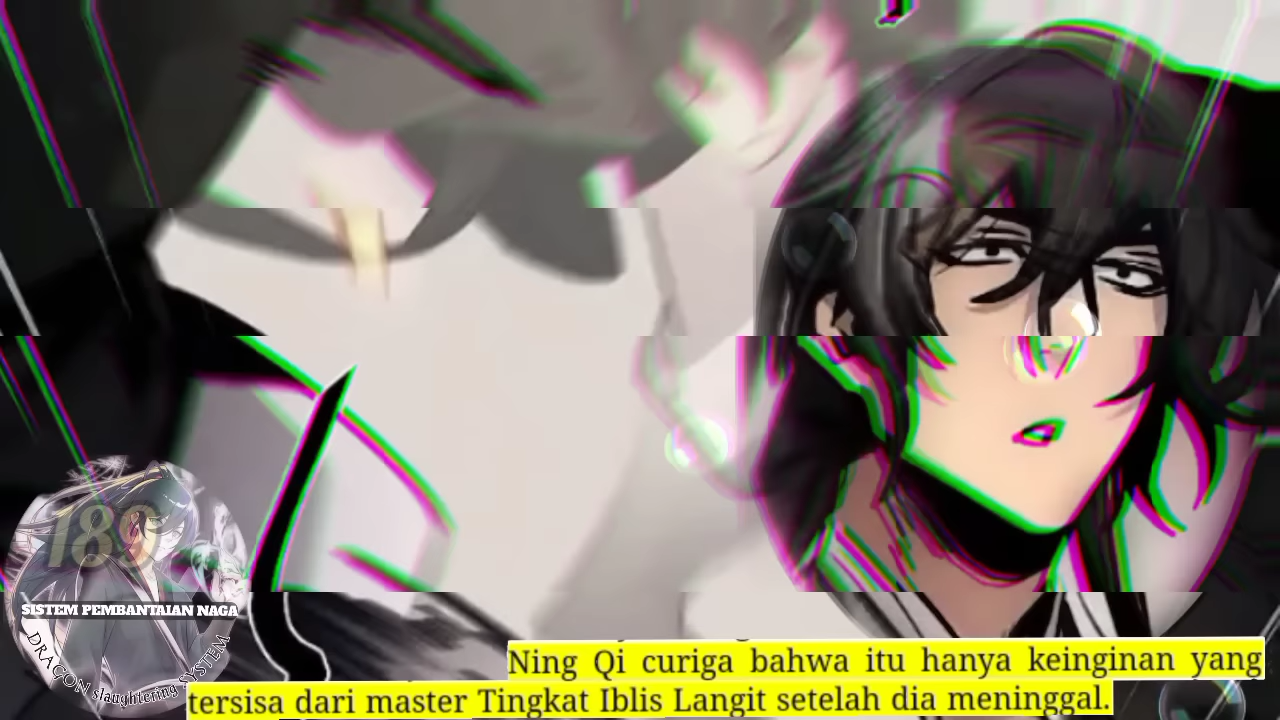 189
SISTEM PEMBANTAIAN NAGA
DRAGON slaughtering SYSTEM
Ning Qi curiga bahwa itu hanya keinginan yang
tersisa dari master Tingkat Iblis Langit setelah dia meninggal.